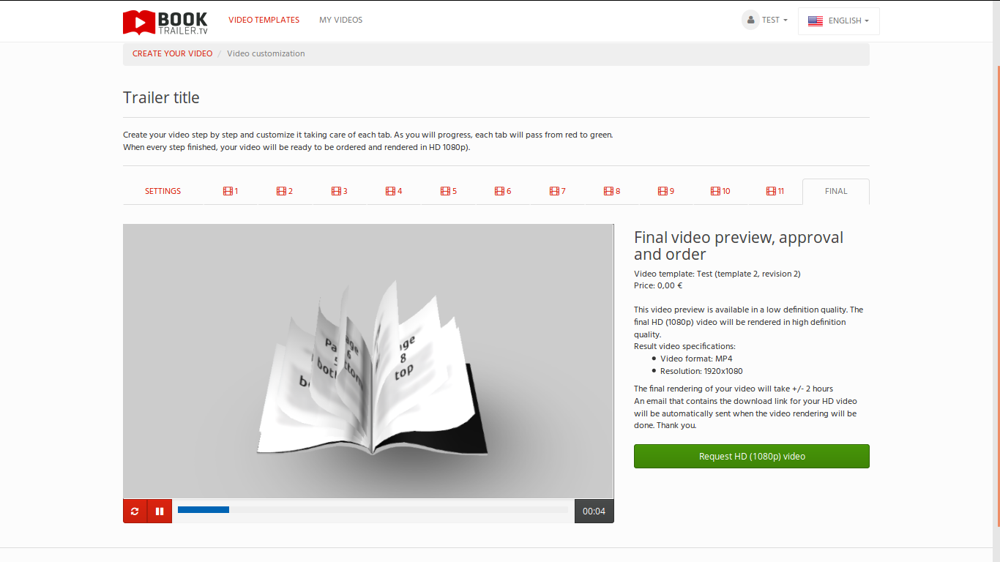 BOOK
TRAILER.TV
VIDEO TEMPLATES
MY VIDEOS
TEST
ENGLISH
CREATE YOUR VIDEO / Video customization
Trailer title
Create your video step by step and customize it taking care of each tab. As you will progress, each tab will pass from red to green.
When every step finished, your video will be ready to be ordered and rendered in HD 1080p).
SETTINGS 1 2 3 4 5 6 7 8 9 10 11 FINAL
8
top
00:04
Final video preview, approval
and order
Video template: Test (template 2, revision 2)
Price: 0,00 €
This video preview is available in a low definition quality. The
final HD (1080p) video will be rendered in high definition
quality.
Result video specifications:
• Video format: MP4
• Resolution: 1920x1080
The final rendering of your video will take +/- 2 hours
An email that contains the download link for your HD video
will be automatically sent when the video rendering will be
done. Thank you.
Request HD (1080p) video